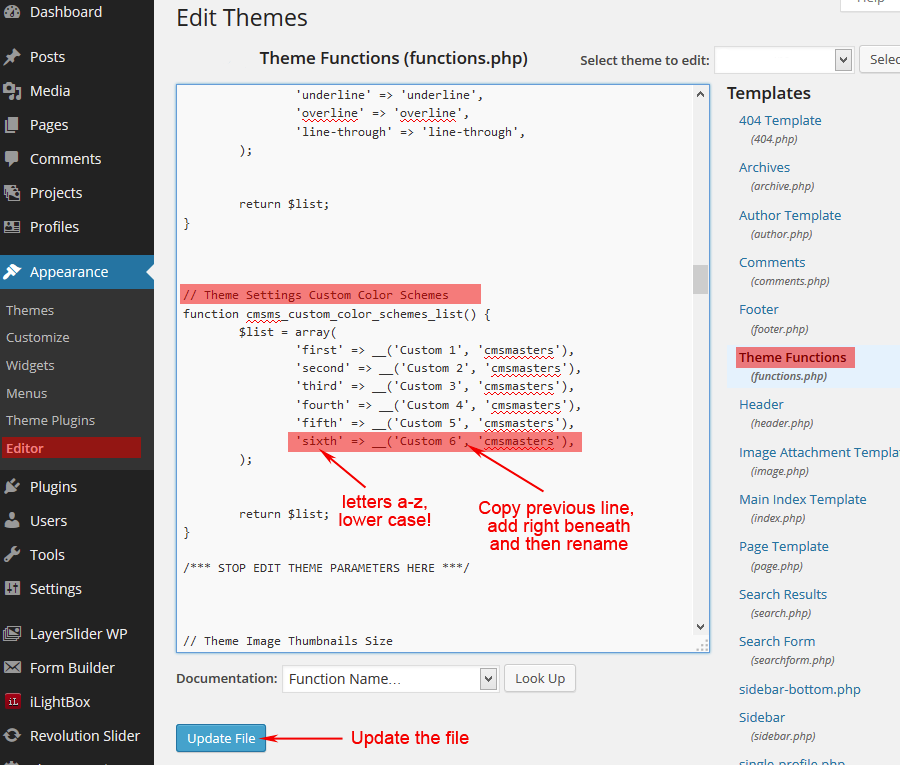 Dashboard
Posts
Media
Pages
Comments
Projects
Profiles
Appearance
Themes
Customize
Widgets
Menus
Theme Plugins
Editor
Plugins
Users
Tools
Settings
LayerSlider WP
Form Builder
iL iLightBox
Revolution Slider
Edit Themes
Theme Functions (functions.php)
Select theme to edit:
'underline' => 'underline',
'overline' => 'overline',
'line-through' => 'line-through',
);
return $list;
}
// Theme Settings Custom Color Schemes
function cmsms_custom_color_schemes_list() {
$list = array(
'first' => __('Custom 1', 'cmsmasters'),
'second' => __('Custom 2', 'cmsmasters'),
'third' => __('Custom 3', 'cmsmasters'),
'fourth' => __('Custom 4', 'cmsmasters'),
'fifth' => __('Custom 5', 'cmsmasters'),
'sixth' => __('Custom 6', 'cmsmasters'),
);
letters a-z,
lower case!
Copy previous line,
add right beneath
and then rename
return $list;
}
/*** STOP EDIT THEME PARAMETERS HERE ***/
// Theme Image Thumbnails Size
Documentation: Function Name... Look Up
Update File Update the file
Templates
404 Template
(404.php)
Archives
(archive.php)
Author Template
(author.php)
Comments
(comments.php)
Footer
(footer.php)
Theme Functions
(functions.php)
Header
(header.php)
Image Attachment Templa
(image.php)
Main Index Template
(index.php)
Page Template
(page.php)
Search Results
(search.php)
Search Form
(searchform.php)
sidebar-bottom.php
Sidebar
(sidebar.php)
single-profile.php